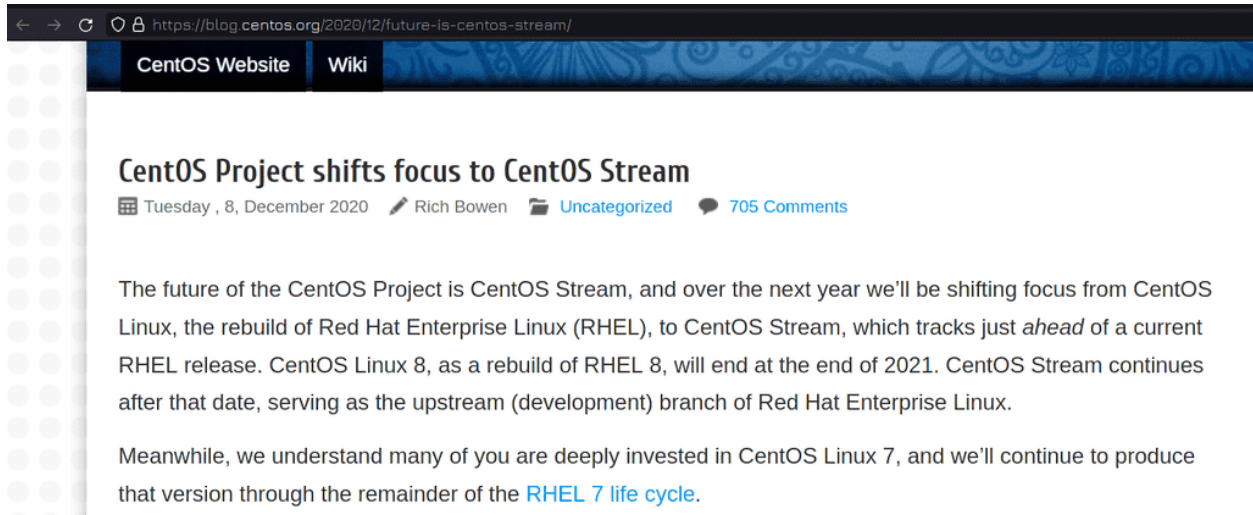 https://blog.centos.org/2020/12/future-is-centos-stream/
CentOS Website Wiki
CentOS Project shifts focus to CentOS Stream
Tuesday , 8, December 2020 Rich Bowen Uncategorized 705 Comments
The future of the CentOS Project is CentOS Stream, and over the next year we’ll be shifting focus from CentOS
Linux, the rebuild of Red Hat Enterprise Linux (RHEL), to CentOS Stream, which tracks just ahead of a current
RHEL release. CentOS Linux 8, as a rebuild of RHEL 8, will end at the end of 2021. CentOS Stream continues
after that date, serving as the upstream (development) branch of Red Hat Enterprise Linux.
Meanwhile, we understand many of you are deeply invested in CentOS Linux 7, and we’ll continue to produce
that version through the remainder of the RHEL 7 life cycle.